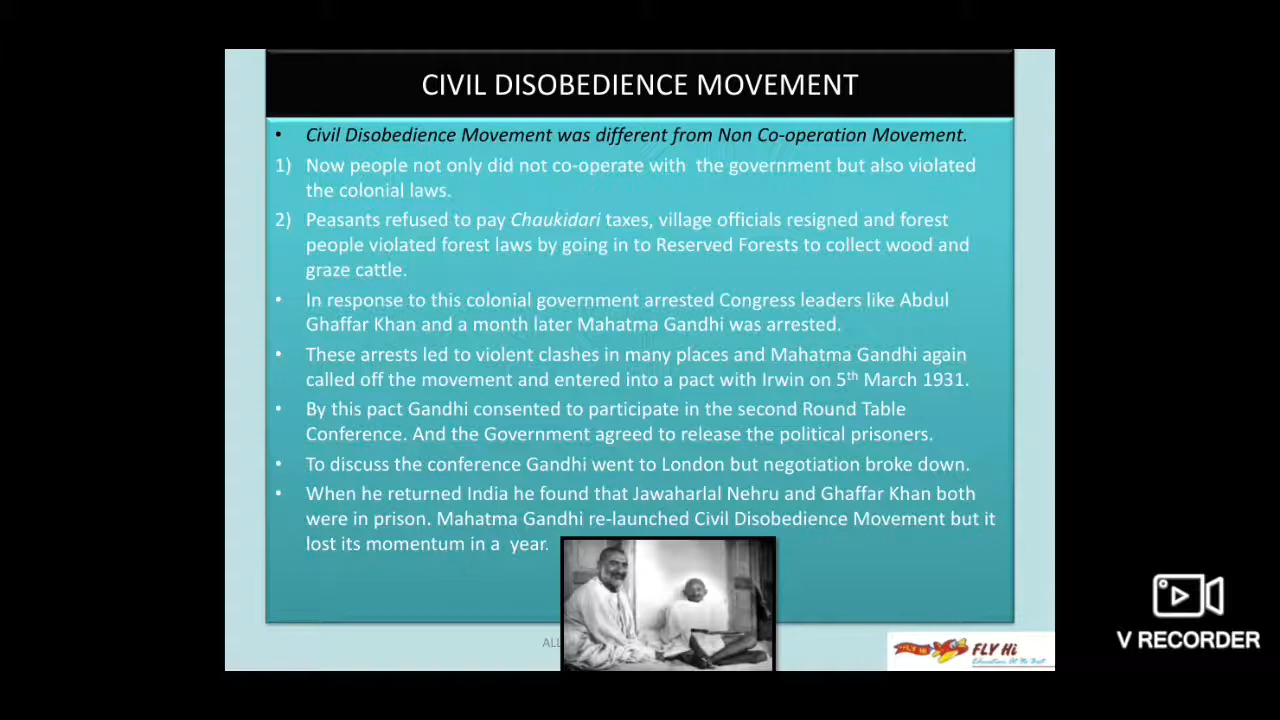 CIVIL DISOBEDIENCE MOVEMENT
• Civil Disobedience Movement was different from Non Co-operation Movement.
1) Now people not only did not co-operate with the government but also violated
the colonial laws.
2) Peasants refused to pay Chaukidari taxes, village officials resigned and forest
people violated forest laws by going in to Reserved Forests to collect wood and
graze cattle.
• In response to this colonial government arrested Congress leaders like Abdul
Ghaffar Khan and a month later Mahatma Gandhi was arrested.
• These arrests led to violent clashes in many places and Mahatma Gandhi again
called off the movement and entered into a pact with Irwin on 5th March 1931.
• By this pact Gandhi consented to participate in the second Round Table
Conference. And the Government agreed to release the political prisoners.
• To discuss the conference Gandhi went to London but negotiation broke down.
• When he returned India he found that Jawaharlal Nehru and Ghaffar Khan both
were in prison. Mahatma Gandhi re-launched Civil Disobedience Movement but it
lost its momentum in a year.
ALL
FLY Hi
V RECORDER